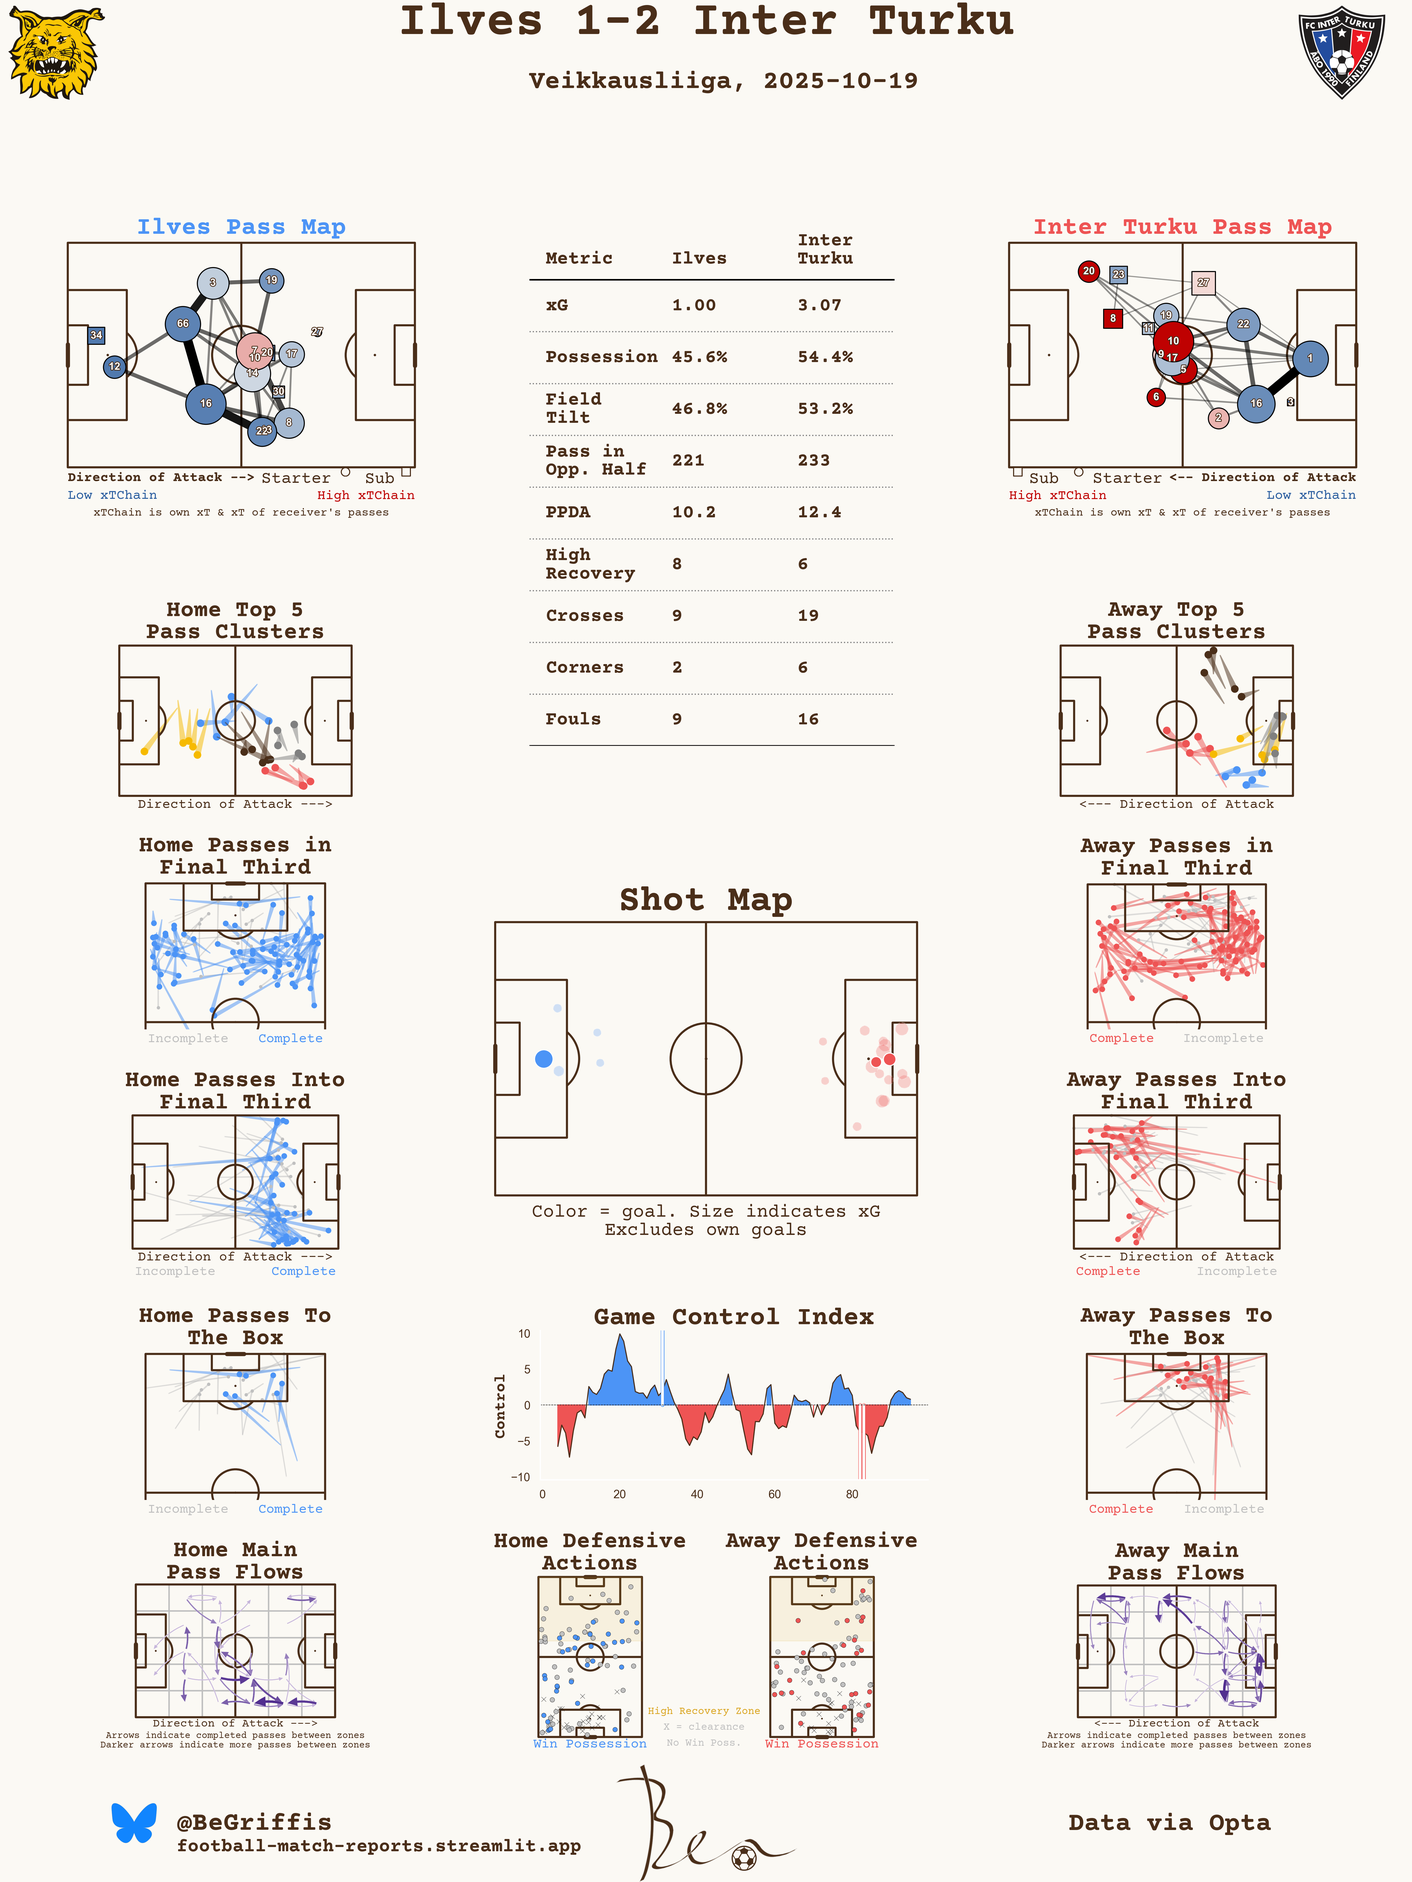 Ilves 1-2 Inter Turku
Veikkausliiga, 2025-10-19
FC INTER TURKU
ÅBO 1990 FINLAND
Ilves Pass Map
3
19
66
34
12
7
20
10
17
14
27
30
16
8
22
Direction of Attack --> Starter Sub
Low xTChain High xTChain
xTChain is own xT & xT of receiver's passes
Metric Ilves Inter Turku
xG 1.00 3.07
Possession 45.6% 54.4%
Field Tilt 46.8% 53.2%
Pass in Opp. Half 221 233
PPDA 10.2 12.4
High Recovery 8 6
Crosses 9 19
Corners 2 6
Fouls 9 16
Inter Turku Pass Map
20
23
27
8
19
11
22
10
9
17
1
5
6
16
3
2
Sub Starter <-- Direction of Attack
High xTChain Low xTChain
xTChain is own xT & xT of receiver's passes
Home Top 5
Pass Clusters
Direction of Attack --->
Away Top 5
Pass Clusters
<--- Direction of Attack
Home Passes in
Final Third
Incomplete Complete
Away Passes in
Final Third
Complete Incomplete
Shot Map
Color = goal. Size indicates xG
Excludes own goals
Home Passes Into
Final Third
Direction of Attack --->
Incomplete Complete
Away Passes Into
Final Third
<--- Direction of Attack
Complete Incomplete
Home Passes To
The Box
Incomplete Complete
Game Control Index
Control
10
5
0
−5
−10
0 20 40 60 80
Away Passes To
The Box
Complete Incomplete
Home Main
Pass Flows
Direction of Attack --->
Arrows indicate completed passes between zones
Darker arrows indicate more passes between zones
Home Defensive
Actions
Win Possession
High Recovery Zone
X = clearance
No Win Poss.
Away Defensive
Actions
Win Possession
Away Main
Pass Flows
<--- Direction of Attack
Arrows indicate completed passes between zones
Darker arrows indicate more passes between zones
@BeGriffis
football-match-reports.streamlit.app
Ben
Data via Opta